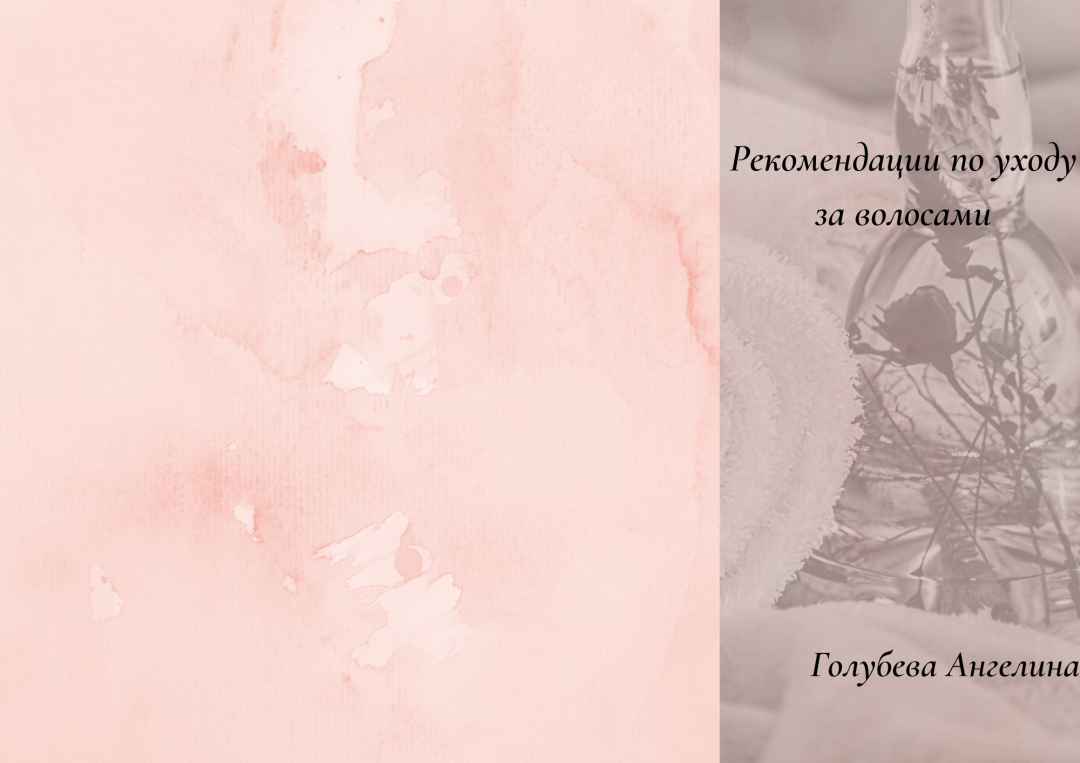 Рекомендации по уходу
за волосами
Голубева Ангелина